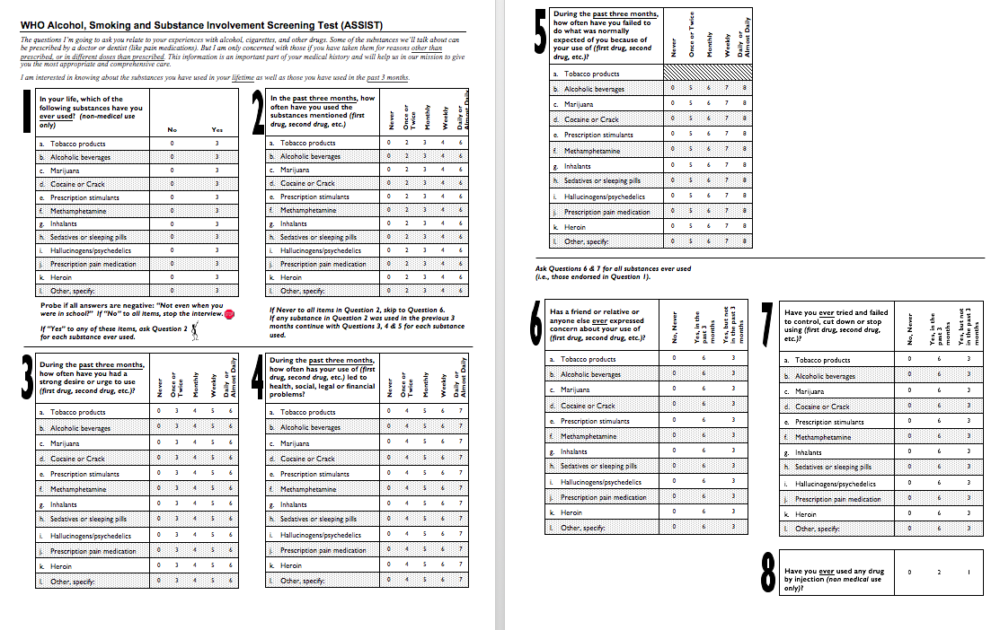 WHO Alcohol, Smoking and Substance Involvement Screening Test (ASSIST)
The questions I'm going to ask you relate to your experiences with alcohol, cigarettes, and other drugs. Some of the substances we'll talk about can
be prescribed by a doctor or dentist (like pain medications). But I am only concerned with those if you have taken them for reasons other than
prescribed, or in different doses than prescribed. This information is an important part of your medical history and will help us in our mission to give
you the most appropriate and comprehensive care.
I am interested in knowing about the substances you have used in your lifetime as well as those you have used in the past 3 months.
1
In your life, which of the
following substances have you
ever used? (non-medical use
only)
No Yes
a. Tobacco products 0 3
b. Alcoholic beverages 0 3
c. Marijuana 0 3
d. Cocaine or Crack 0 3
e. Prescription stimulants 0 3
f. Methamphetamine 0 3
g. Inhalants 0 3
h. Sedatives or sleeping pills 0 3
i. Hallucinogens/psychedelics 0 3
j. Prescription pain medication 0 3
k. Heroin 0 3
l. Other, specify: 0 3
Probe if all answers are negative: "Not even when you
were in school?" If "No" to all items, stop the interview.
If "Yes" to any of these items, ask Question 2
for each substance ever used.
2
In the past three months, how
often have you used the
substances mentioned (first
drug, second drug, etc.)
Never
Once or
Twice
Monthly
Weekly
Daily or
Almost Daily
a. Tobacco products 0 2 3 4 6
b. Alcoholic beverages 0 2 3 4 6
c. Marijuana 0 2 3 4 6
d. Cocaine or Crack 0 2 3 4 6
e. Prescription stimulants 0 2 3 4 6
f. Methamphetamine 0 2 3 4 6
g. Inhalants 0 2 3 4 6
h. Sedatives or sleeping pills 0 2 3 4 6
i. Hallucinogens/psychedelics 0 2 3 4 6
j. Prescription pain medication 0 2 3 4 6
k. Heroin 0 2 3 4 6
l. Other, specify: 0 2 3 4 6
If Never to all items in Question 2, skip to Question 6.
If any substance in Question 2 was used in the previous 3
months continue with Questions 3, 4 & 5 for each substance
used.
3
During the past three months,
how often have you had a
strong desire or urge to use
(first drug, second drug, etc.)?
Never
Once or
Twice
Monthly
Weekly
Daily or
Almost Daily
a. Tobacco products 0 3 4 5 6
b. Alcoholic beverages 0 3 4 5 6
c. Marijuana 0 3 4 5 6
d. Cocaine or Crack 0 3 4 5 6
e. Prescription stimulants 0 3 4 5 6
f. Methamphetamine 0 3 4 5 6
g. Inhalants 0 3 4 5 6
h. Sedatives or sleeping pills 0 3 4 5 6
i. Hallucinogens/psychedelics 0 3 4 5 6
j. Prescription pain medication 0 3 4 5 6
k. Heroin 0 3 4 5 6
l. Other, specify: 0 3 4 5 6
4
During the past three months,
how often has your use of (first
drug, second drug, etc.) led to
health, social, legal or financial
problems?
Never
Once or
Twice
Monthly
Weekly
Daily or
Almost Daily
a. Tobacco products 0 4 5 6 7
b. Alcoholic beverages 0 4 5 6 7
c. Marijuana 0 4 5 6 7
d. Cocaine or Crack 0 4 5 6 7
e. Prescription stimulants 0 4 5 6 7
f. Methamphetamine 0 4 5 6 7
g. Inhalants 0 4 5 6 7
h. Sedatives or sleeping pills 0 4 5 6 7
i. Hallucinogens/psychedelics 0 4 5 6 7
j. Prescription pain medication 0 4 5 6 7
k. Heroin 0 4 5 6 7
l. Other, specify: 0 4 5 6 7
5
During the past three months,
how often have you failed to
do what was normally
expected of you because of
your use of (first drug, second
drug, etc.)?
Never
Once or Twice
Monthly
Weekly
Daily or
Almost Daily
a. Tobacco products
b. Alcoholic beverages 0 5 6 7 8
c. Marijuana 0 5 6 7 8
d. Cocaine or Crack 0 5 6 7 8
e. Prescription stimulants 0 5 6 7 8
f. Methamphetamine 0 5 6 7 8
g. Inhalants 0 5 6 7 8
h. Sedatives or sleeping pills 0 5 6 7 8
i. Hallucinogens/psychedelics 0 5 6 7 8
j. Prescription pain medication 0 5 6 7 8
k. Heroin 0 5 6 7 8
l. Other, specify: 0 5 6 7 8
Ask Questions 6 & 7 for all substances ever used
(i.e., those endorsed in Question 1).
6
Has a friend or relative or
anyone else ever expressed
concern about your use of
(first drug, second drug, etc.)?
No, Never
Yes, in the
past 3
months
Yes, but not
in the past 3
months
a. Tobacco products 0 6 3
b. Alcoholic beverages 0 6 3
c. Marijuana 0 6 3
d. Cocaine or Crack 0 6 3
e. Prescription stimulants 0 6 3
f. Methamphetamine 0 6 3
g. Inhalants 0 6 3
h. Sedatives or sleeping pills 0 6 3
i. Hallucinogens/psychedelics 0 6 3
j. Prescription pain medication 0 6 3
k. Heroin 0 6 3
l. Other, specify: 0 6 3
7
Have you ever tried and failed
to control, cut down or stop
using (first drug, second drug,
etc.)?
No, Never
Yes, in the
past 3
months
Yes, but not
in the past 3
months
a. Tobacco products 0 6 3
b. Alcoholic beverages 0 6 3
c. Marijuana 0 6 3
d. Cocaine or Crack 0 6 3
e. Prescription stimulants 0 6 3
f. Methamphetamine 0 6 3
g. Inhalants 0 6 3
h. Sedatives or sleeping pills 0 6 3
i. Hallucinogens/psychedelics 0 6 3
j. Prescription pain medication 0 6 3
k. Heroin 0 6 3
l. Other, specify: 0 6 3
8
Have you ever used any drug
by injection (non medical use
only)?
0 2 1